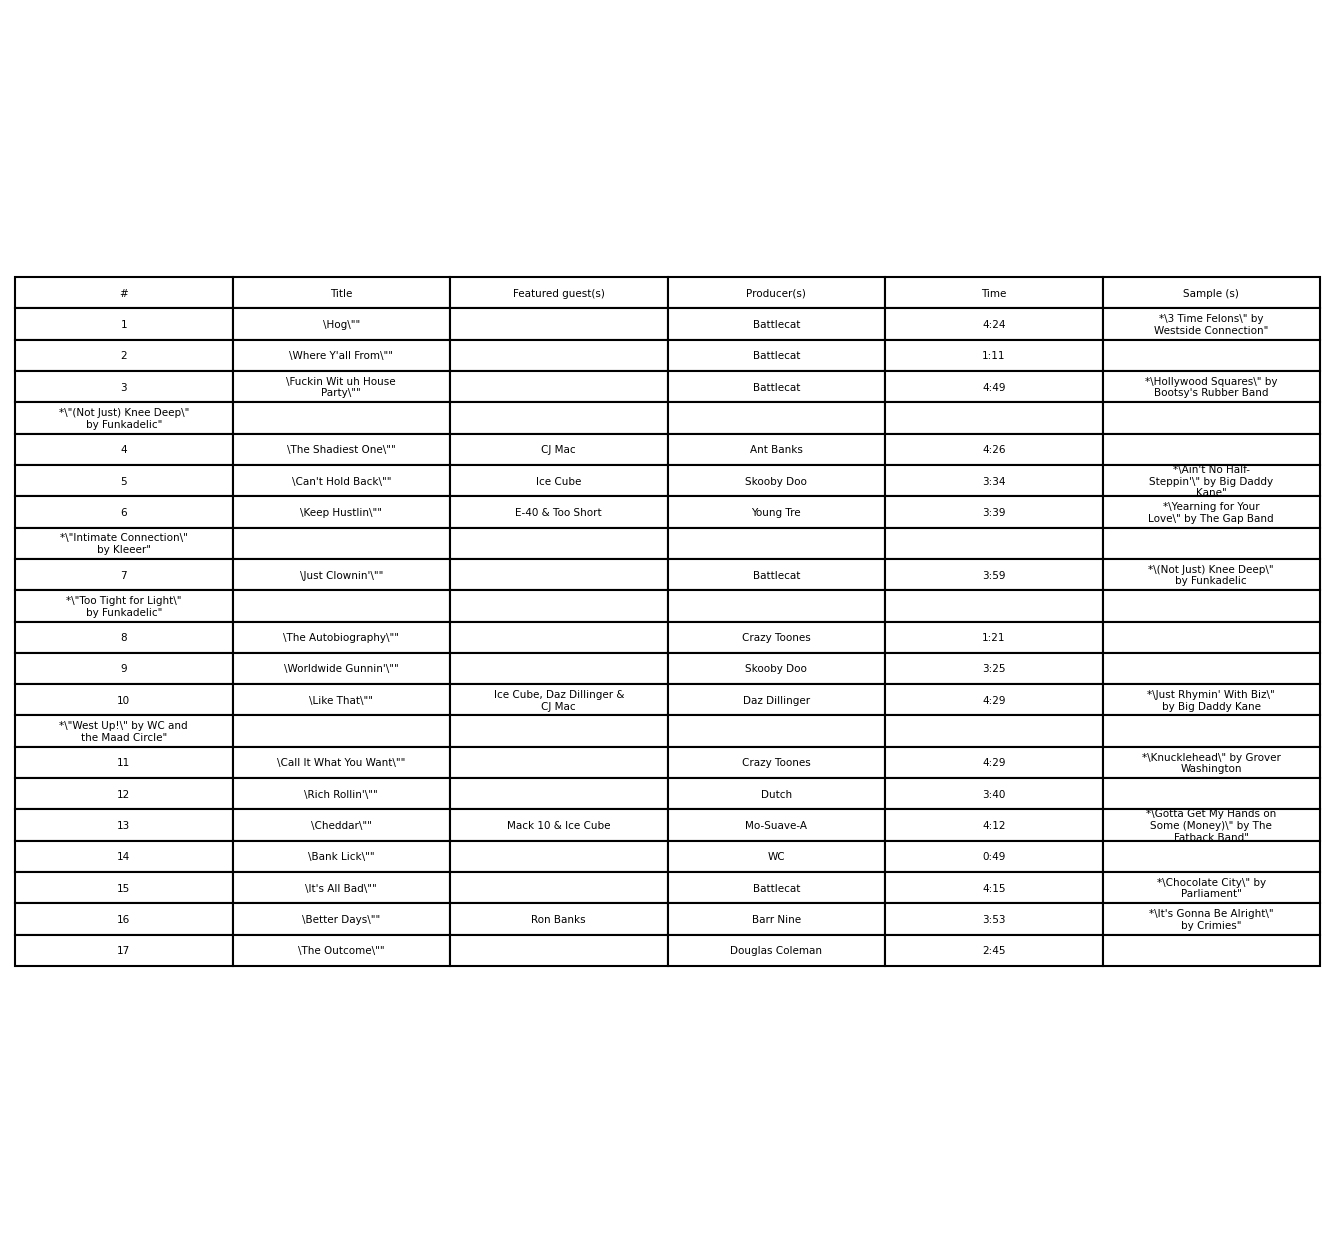 # Title Featured guest(s) Producer(s) Time Sample (s)
1 \Hog\"" Battlecat 4:24 *\3 Time Felons\" by
Westside Connection"
2 \Where Y'all From\"" Battlecat 1:11
3 \Fuckin Wit uh House
Party\"" Battlecat 4:49 *\Hollywood Squares\" by
Bootsy's Rubber Band
*\"(Not Just) Knee Deep\"
by Funkadelic"
4 \The Shadiest One\"" CJ Mac Ant Banks 4:26
5 \Can't Hold Back\"" Ice Cube Skooby Doo 3:34 *\Ain't No Half-
Steppin'\" by Big Daddy
Kane"
6 \Keep Hustlin\"" E-40 & Too Short Young Tre 3:39 *\Yearning for Your
Love\" by The Gap Band
*\"Intimate Connection\"
by Kleeer"
7 \Just Clownin'\"" Battlecat 3:59 *\(Not Just) Knee Deep\"
by Funkadelic
*\"Too Tight for Light\"
by Funkadelic"
8 \The Autobiography\"" Crazy Toones 1:21
9 \Worldwide Gunnin'\"" Skooby Doo 3:25
10 \Like That\"" Ice Cube, Daz Dillinger &
CJ Mac Daz Dillinger 4:29 *\Just Rhymin' With Biz\"
by Big Daddy Kane
*\"West Up!\" by WC and
the Maad Circle"
11 \Call It What You Want\"" Crazy Toones 4:29 *\Knucklehead\" by Grover
Washington
12 \Rich Rollin'\"" Dutch 3:40
13 \Cheddar\"" Mack 10 & Ice Cube Mo-Suave-A 4:12 *\Gotta Get My Hands on
Some (Money)\" by The
Fatback Band"
14 \Bank Lick\"" WC 0:49
15 \It's All Bad\"" Battlecat 4:15 *\Chocolate City\" by
Parliament"
16 \Better Days\"" Ron Banks Barr Nine 3:53 *\It's Gonna Be Alright\"
by Crimies"
17 \The Outcome\"" Douglas Coleman 2:45